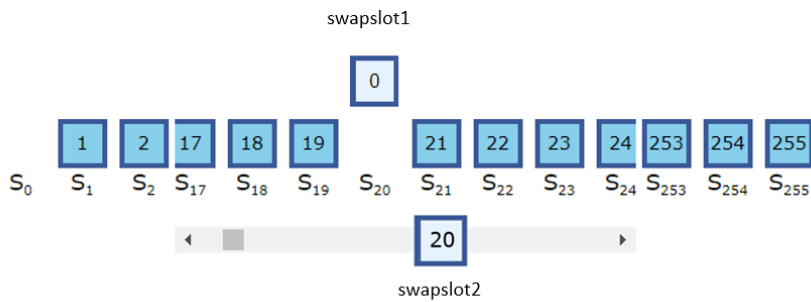 swapslot1
0
1 2 17 18 19 21 22 23 24 253 254 255
S₀ S₁ S₂ S₁₇ S₁₈ S₁₉ S₂₀ S₂₁ S₂₂ S₂₃ S₂₄ S₂₅₃ S₂₅₄ S₂₅₅
20
swapslot2